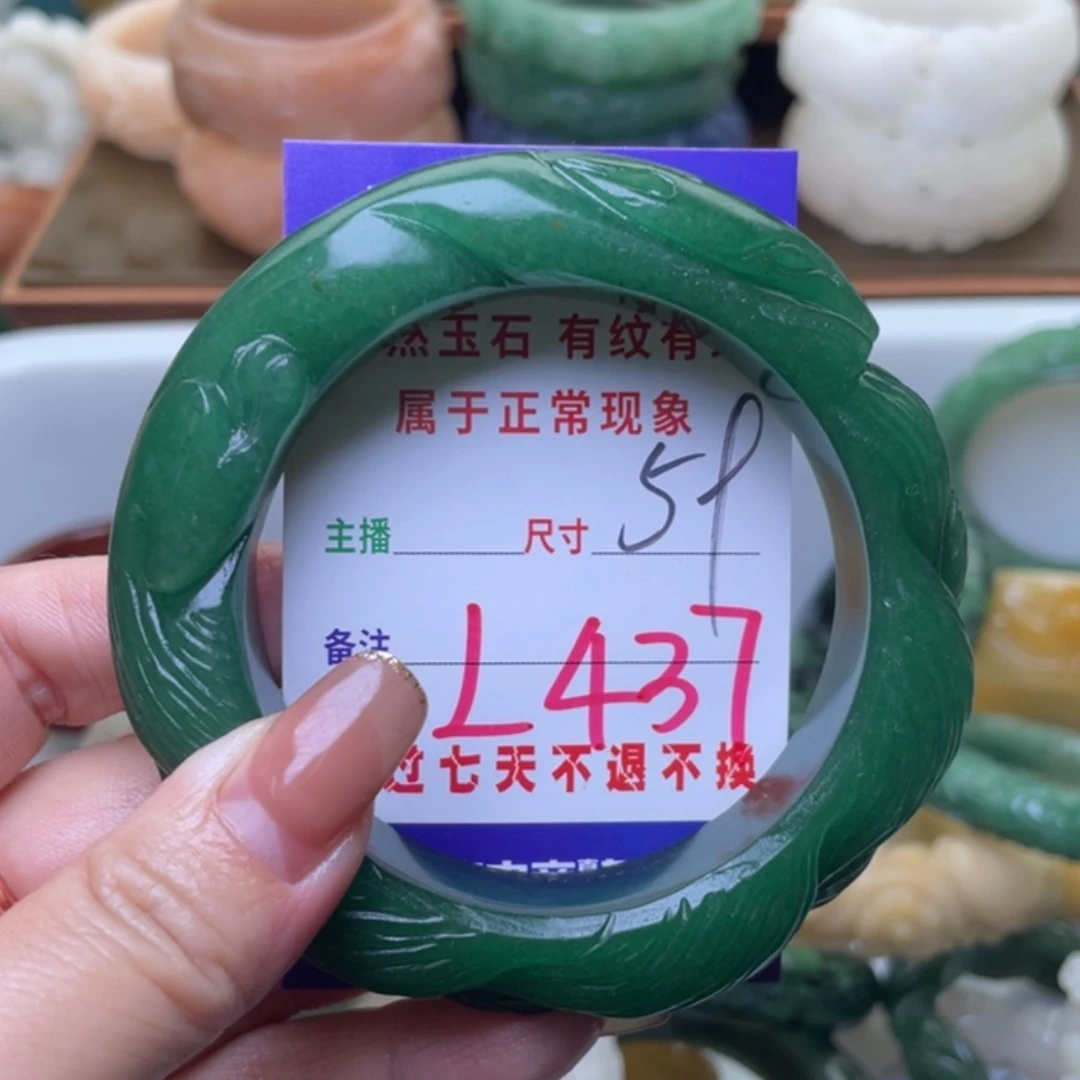 然玉石 有纹有
属于正常现象
主播 尺寸 59
备注 L437
过七天不退不换